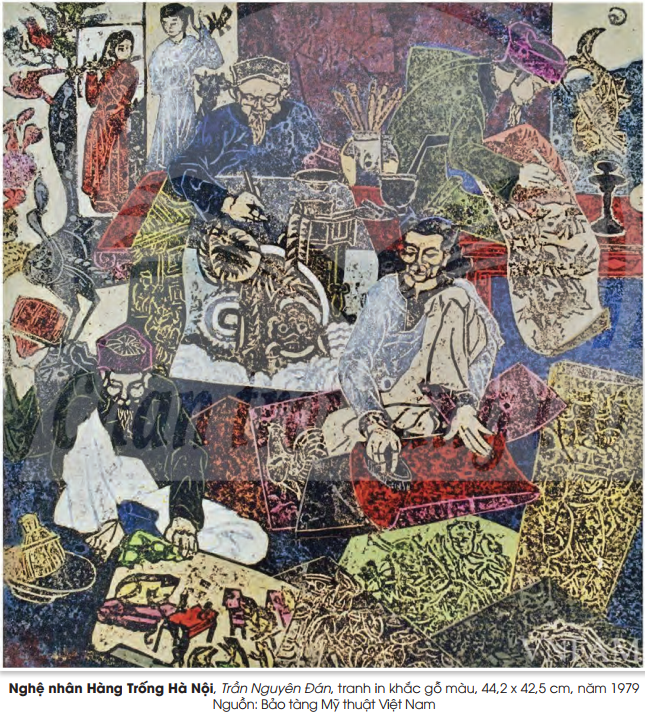 Nghệ nhân Hàng Trống Hà Nội, Trần Nguyên Đán, tranh in khắc gỗ màu, 44,2 x 42,5 cm, năm 1979
Nguồn: Bảo tàng Mỹ thuật Việt Nam